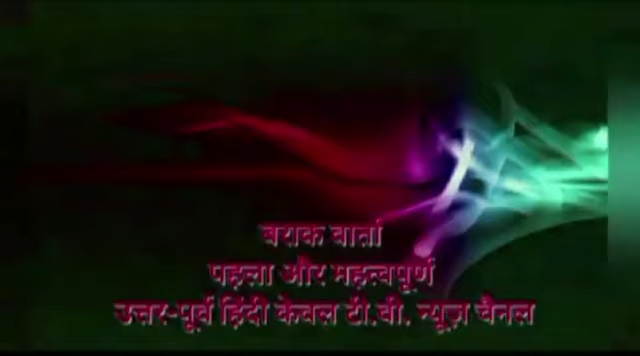 बराक वार्ता
पहला और महत्वपूर्ण
उत्तर-पूर्व हिंदी केबल टी.वी. न्यूज़ चैनल